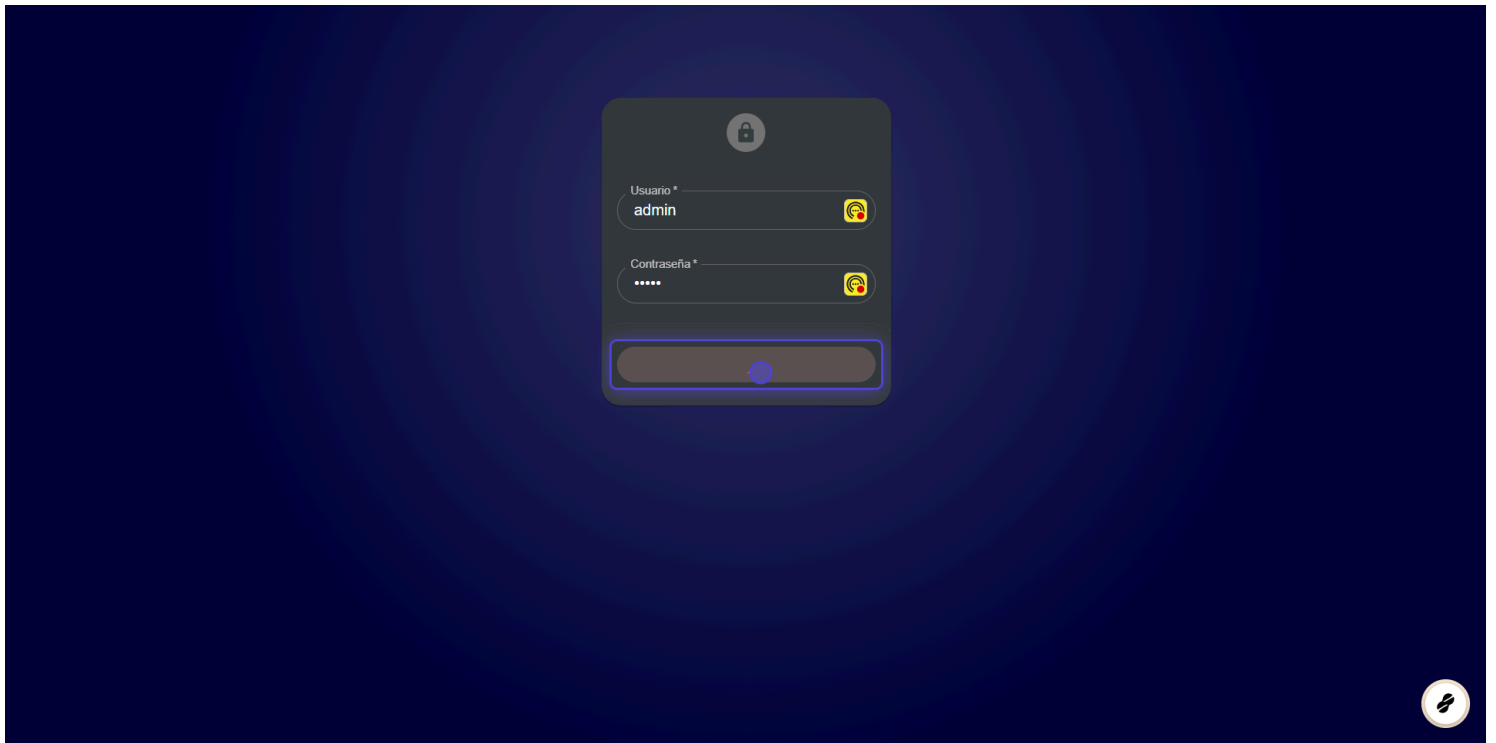 Usuario *
admin
Contraseña *
•••••